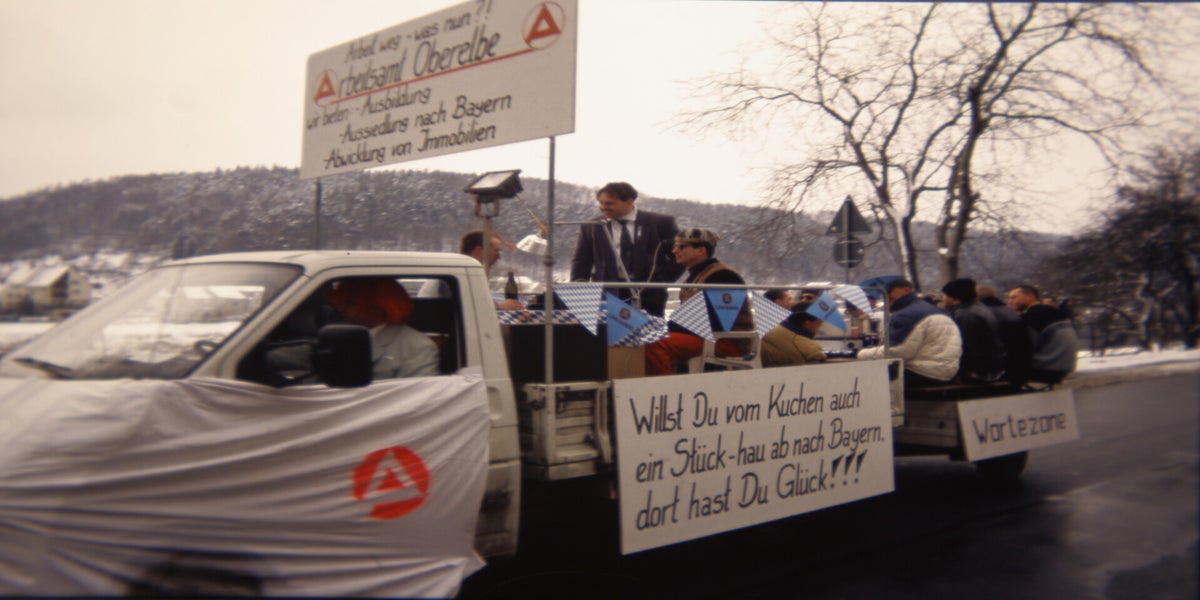 Arbeit weg - was nun ?!
Arbeitsamt Oberelbe
wir bieten - Ausbildung
- Aussiedlung nach Bayern
- Abwicklung von Immobilien
Willst Du vom Kuchen auch
ein Stück - hau ab nach Bayern,
dort hast Du Glück!!!
Wartezone